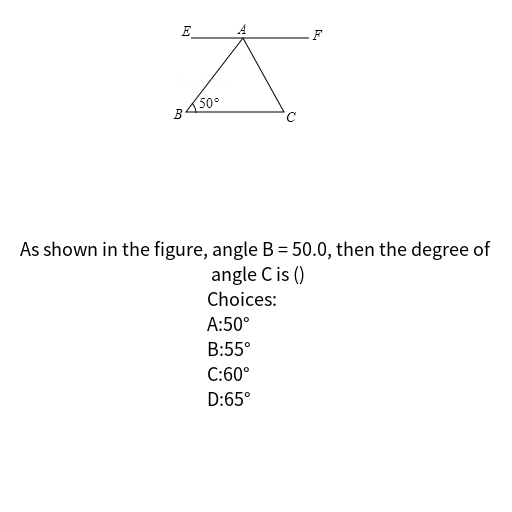 E A F
50°
B C
As shown in the figure, angle B = 50.0, then the degree of
angle C is ()
Choices:
A:50°
B:55°
C:60°
D:65°